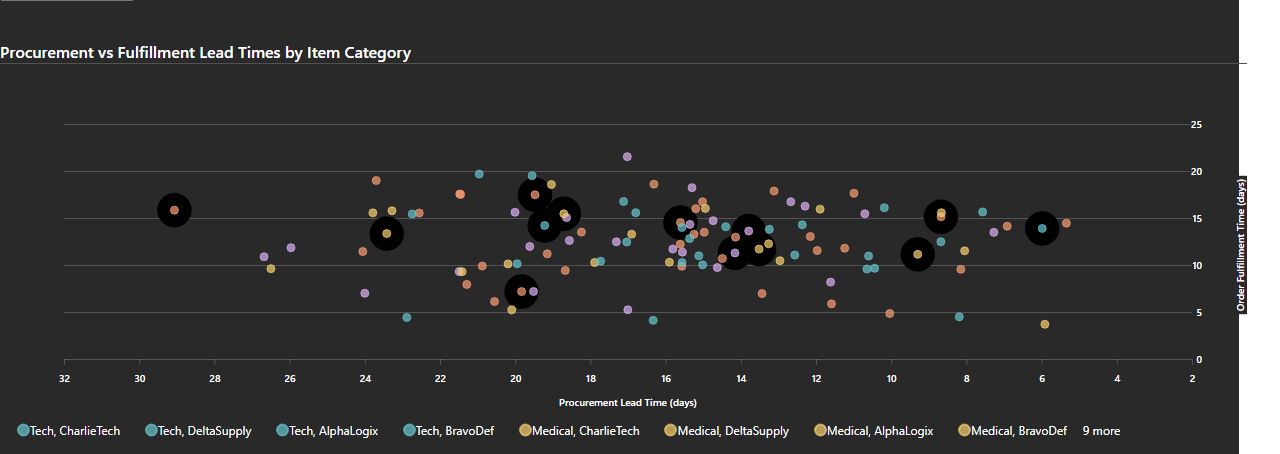 Procurement vs Fulfillment Lead Times by Item Category
25
20
15
10
5
0
Order Fulfillment Time (days)
32 30 28 26 24 22 20 18 16 14 12 10 8 6 4 2
Procurement Lead Time (days)
Tech, CharlieTech Tech, DeltaSupply Tech, AlphaLogix Tech, BravoDef Medical, CharlieTech Medical, DeltaSupply Medical, AlphaLogix Medical, BravoDef 9 more